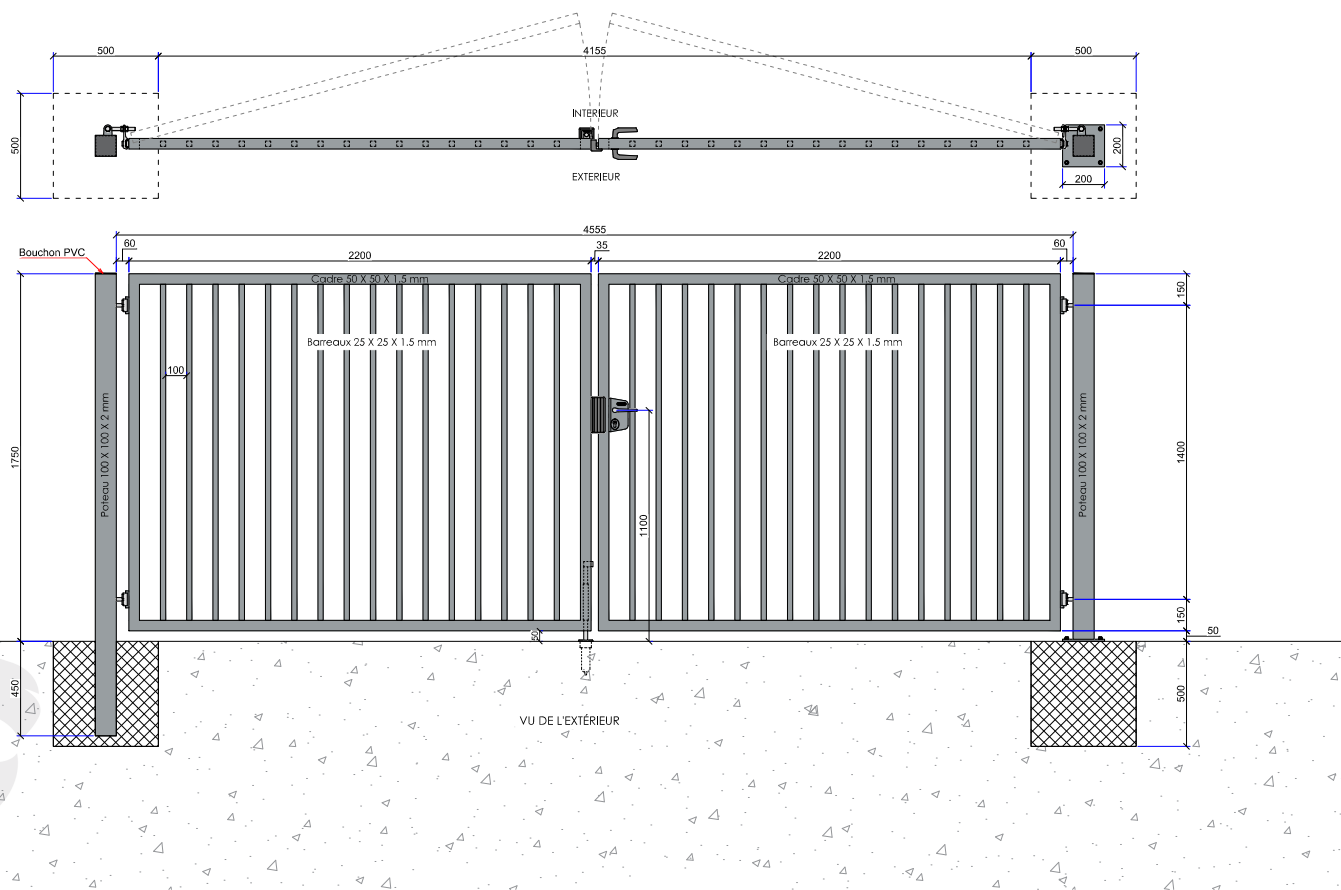 500
4155
500
500
INTERIEUR
EXTERIEUR
200
200
4555
Bouchon PVC
60
2200
35
2200
60
Cadre 50 X 50 X 1.5 mm
Cadre 50 X 50 X 1.5 mm
150
Barreaux 25 X 25 X 1.5 mm
Barreaux 25 X 25 X 1.5 mm
100
Poteau 100 X 100 X 2 mm
Poteau 100 X 100 X 2 mm
1750
1400
1100
150
50
50
450
500
VU DE L'EXTÉRIEUR